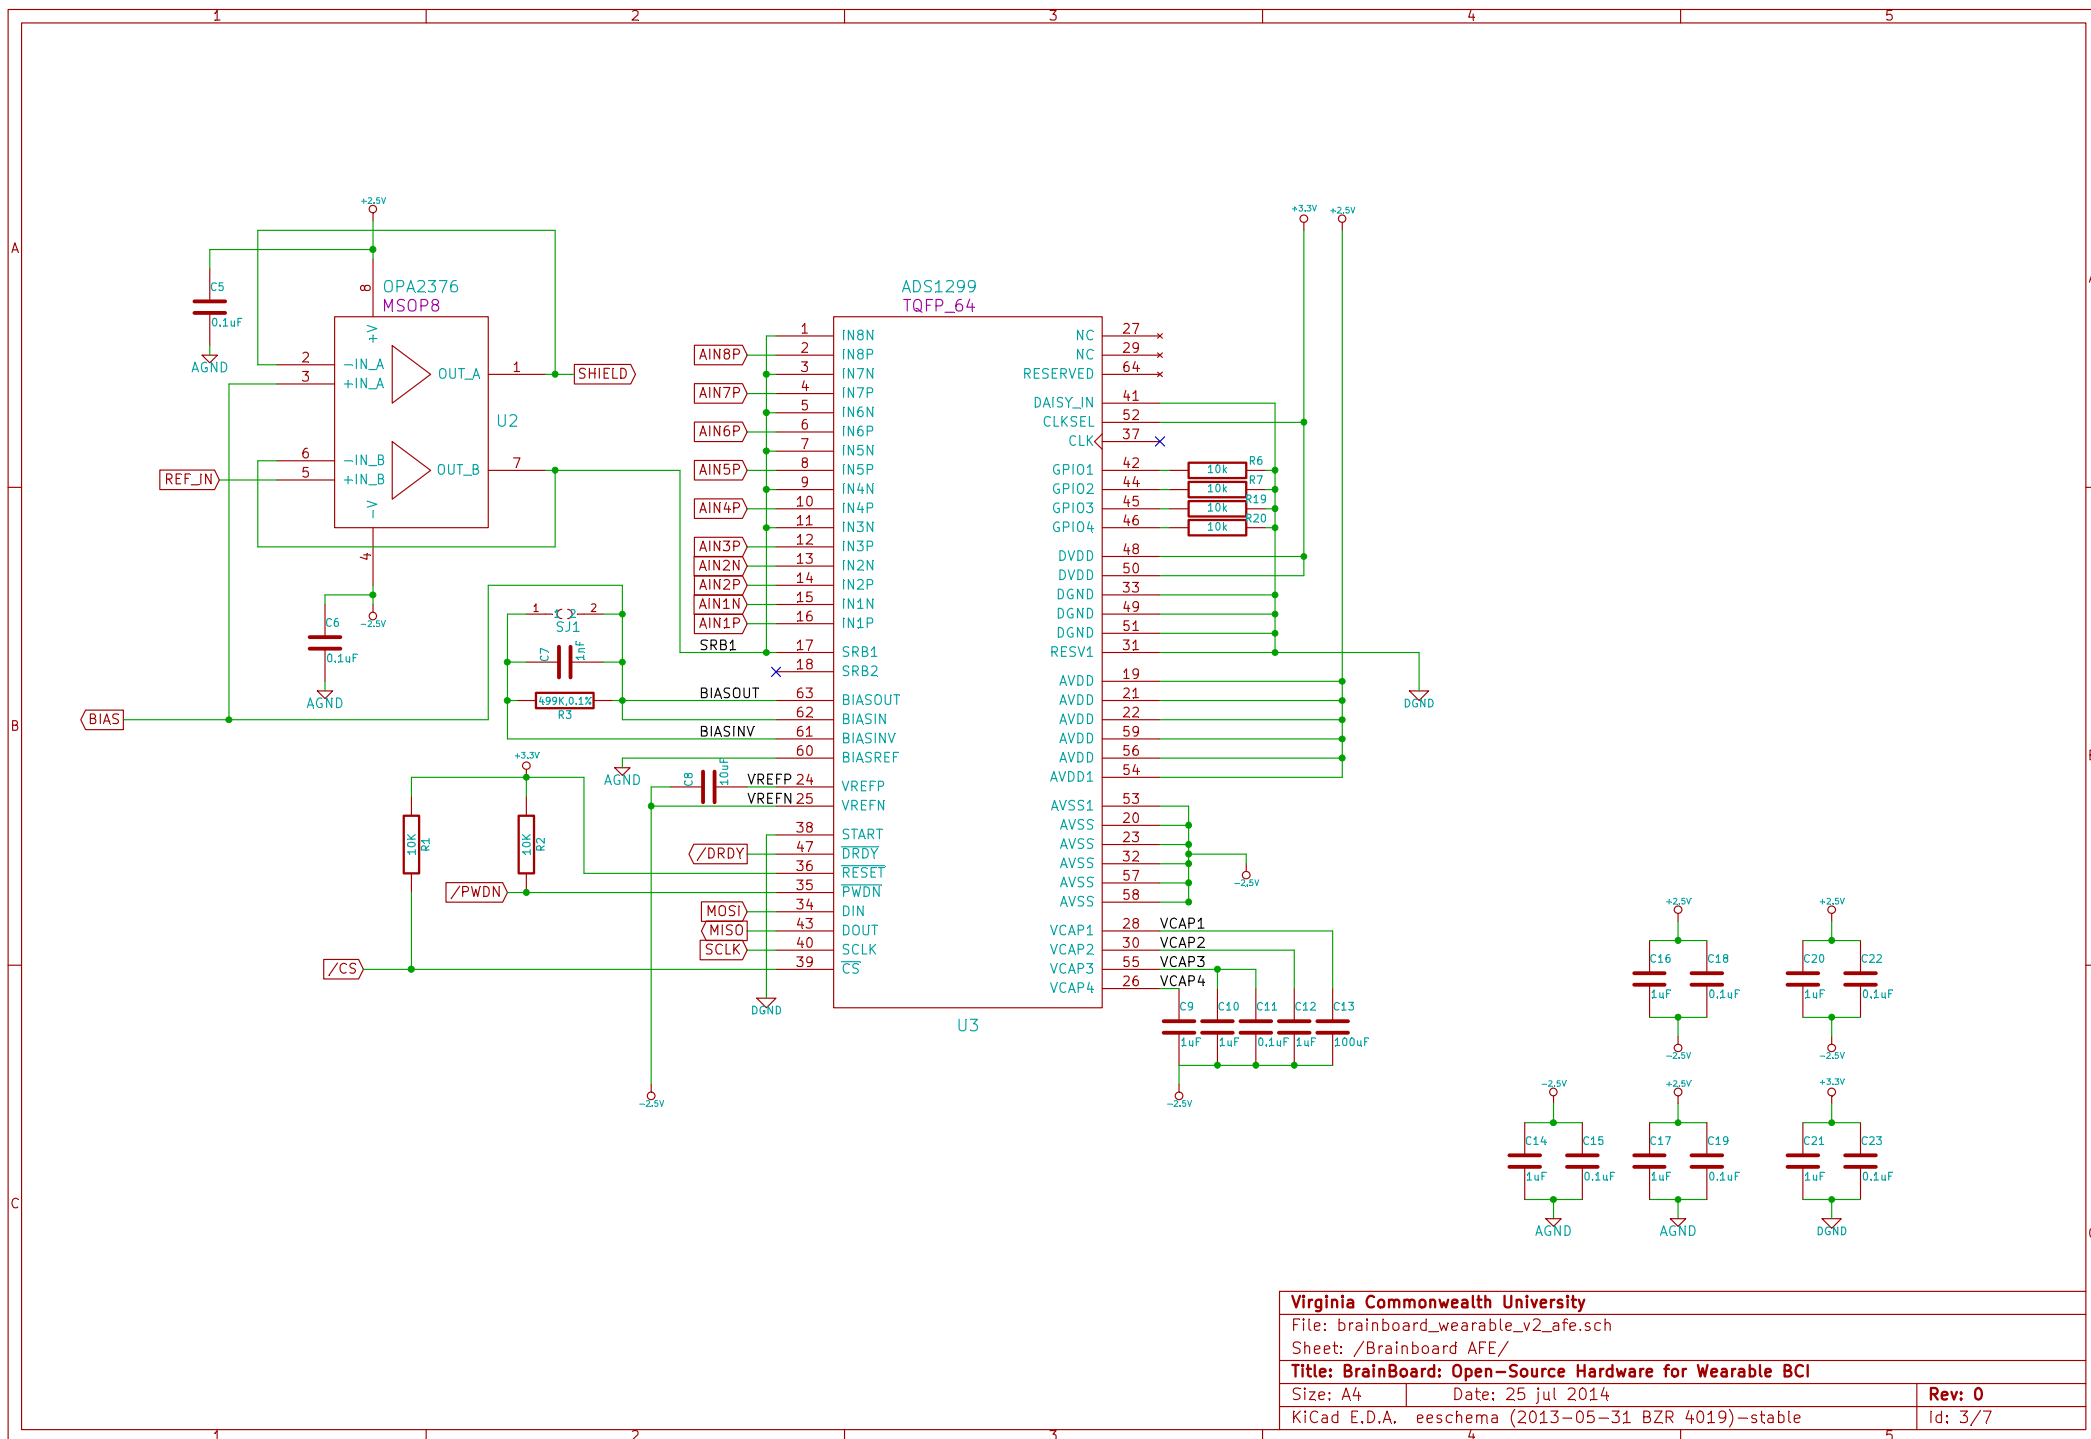 1 2 3 4 5
A
B
C
+2.5V
C5
0.1uF
AGND
8
OPA2376
MSOP8
+V
2 -IN_A
3 +IN_A
OUT_A 1
SHIELD
U2
6 -IN_B
5 +IN_B
OUT_B 7
REF_IN
-V
4
C6
0.1uF
AGND
-2.5V
BIAS
1 2
SJ1
C7 1nF
499K,0.1%
R3
AGND
+3.3V
10K R1
10K R2
/PWDN
/CS
C8 10uF
-2.5V
/DRDY
MOSI
MISO
SCLK
DGND
AIN8P
AIN7P
AIN6P
AIN5P
AIN4P
AIN3P
AIN2N
AIN2P
AIN1N
AIN1P
SRB1
BIASOUT
BIASINV
VREFP
VREFN
ADS1299
TQFP_64
1 IN8N
2 IN8P
3 IN7N
4 IN7P
5 IN6N
6 IN6P
7 IN5N
8 IN5P
9 IN4N
10 IN4P
11 IN3N
12 IN3P
13 IN2N
14 IN2P
15 IN1N
16 IN1P
17 SRB1
18 SRB2
63 BIASOUT
62 BIASIN
61 BIASINV
60 BIASREF
24 VREFP
25 VREFN
38 START
47 DRDY
36 RESET
35 PWDN
34 DIN
43 DOUT
40 SCLK
39 CS
U3
NC 27
NC 29
RESERVED 64
DAISY_IN 41
CLKSEL 52
CLK 37
GPIO1 42
GPIO2 44
GPIO3 45
GPIO4 46
DVDD 48
DVDD 50
DGND 33
DGND 49
DGND 51
RESV1 31
AVDD 19
AVDD 21
AVDD 22
AVDD 59
AVDD 56
AVDD1 54
AVSS1 53
AVSS 20
AVSS 23
AVSS 32
AVSS 57
AVSS 58
VCAP1 28 VCAP1
VCAP2 30 VCAP2
VCAP3 55 VCAP3
VCAP4 26 VCAP4
+3.3V +2.5V
10k R6
10k R7
10k R19
10k R20
DGND
-2.5V
C9 C10 C11 C12 C13
1uF 1uF 0.1uF 1uF 100uF
-2.5V
+2.5V +2.5V
C16 C18 C20 C22
1uF 0.1uF 1uF 0.1uF
-2.5V -2.5V
-2.5V +2.5V +3.3V
C14 C15 C17 C19 C21 C23
1uF 0.1uF 1uF 0.1uF 1uF 0.1uF
AGND AGND DGND
Virginia Commonwealth University
File: brainboard_wearable_v2_afe.sch
Sheet: /Brainboard AFE/
Title: BrainBoard: Open-Source Hardware for Wearable BCI
Size: A4 Date: 25 jul 2014 Rev: 0
KiCad E.D.A. eeschema (2013-05-31 BZR 4019)-stable Id: 3/7
1 2 3 4 5